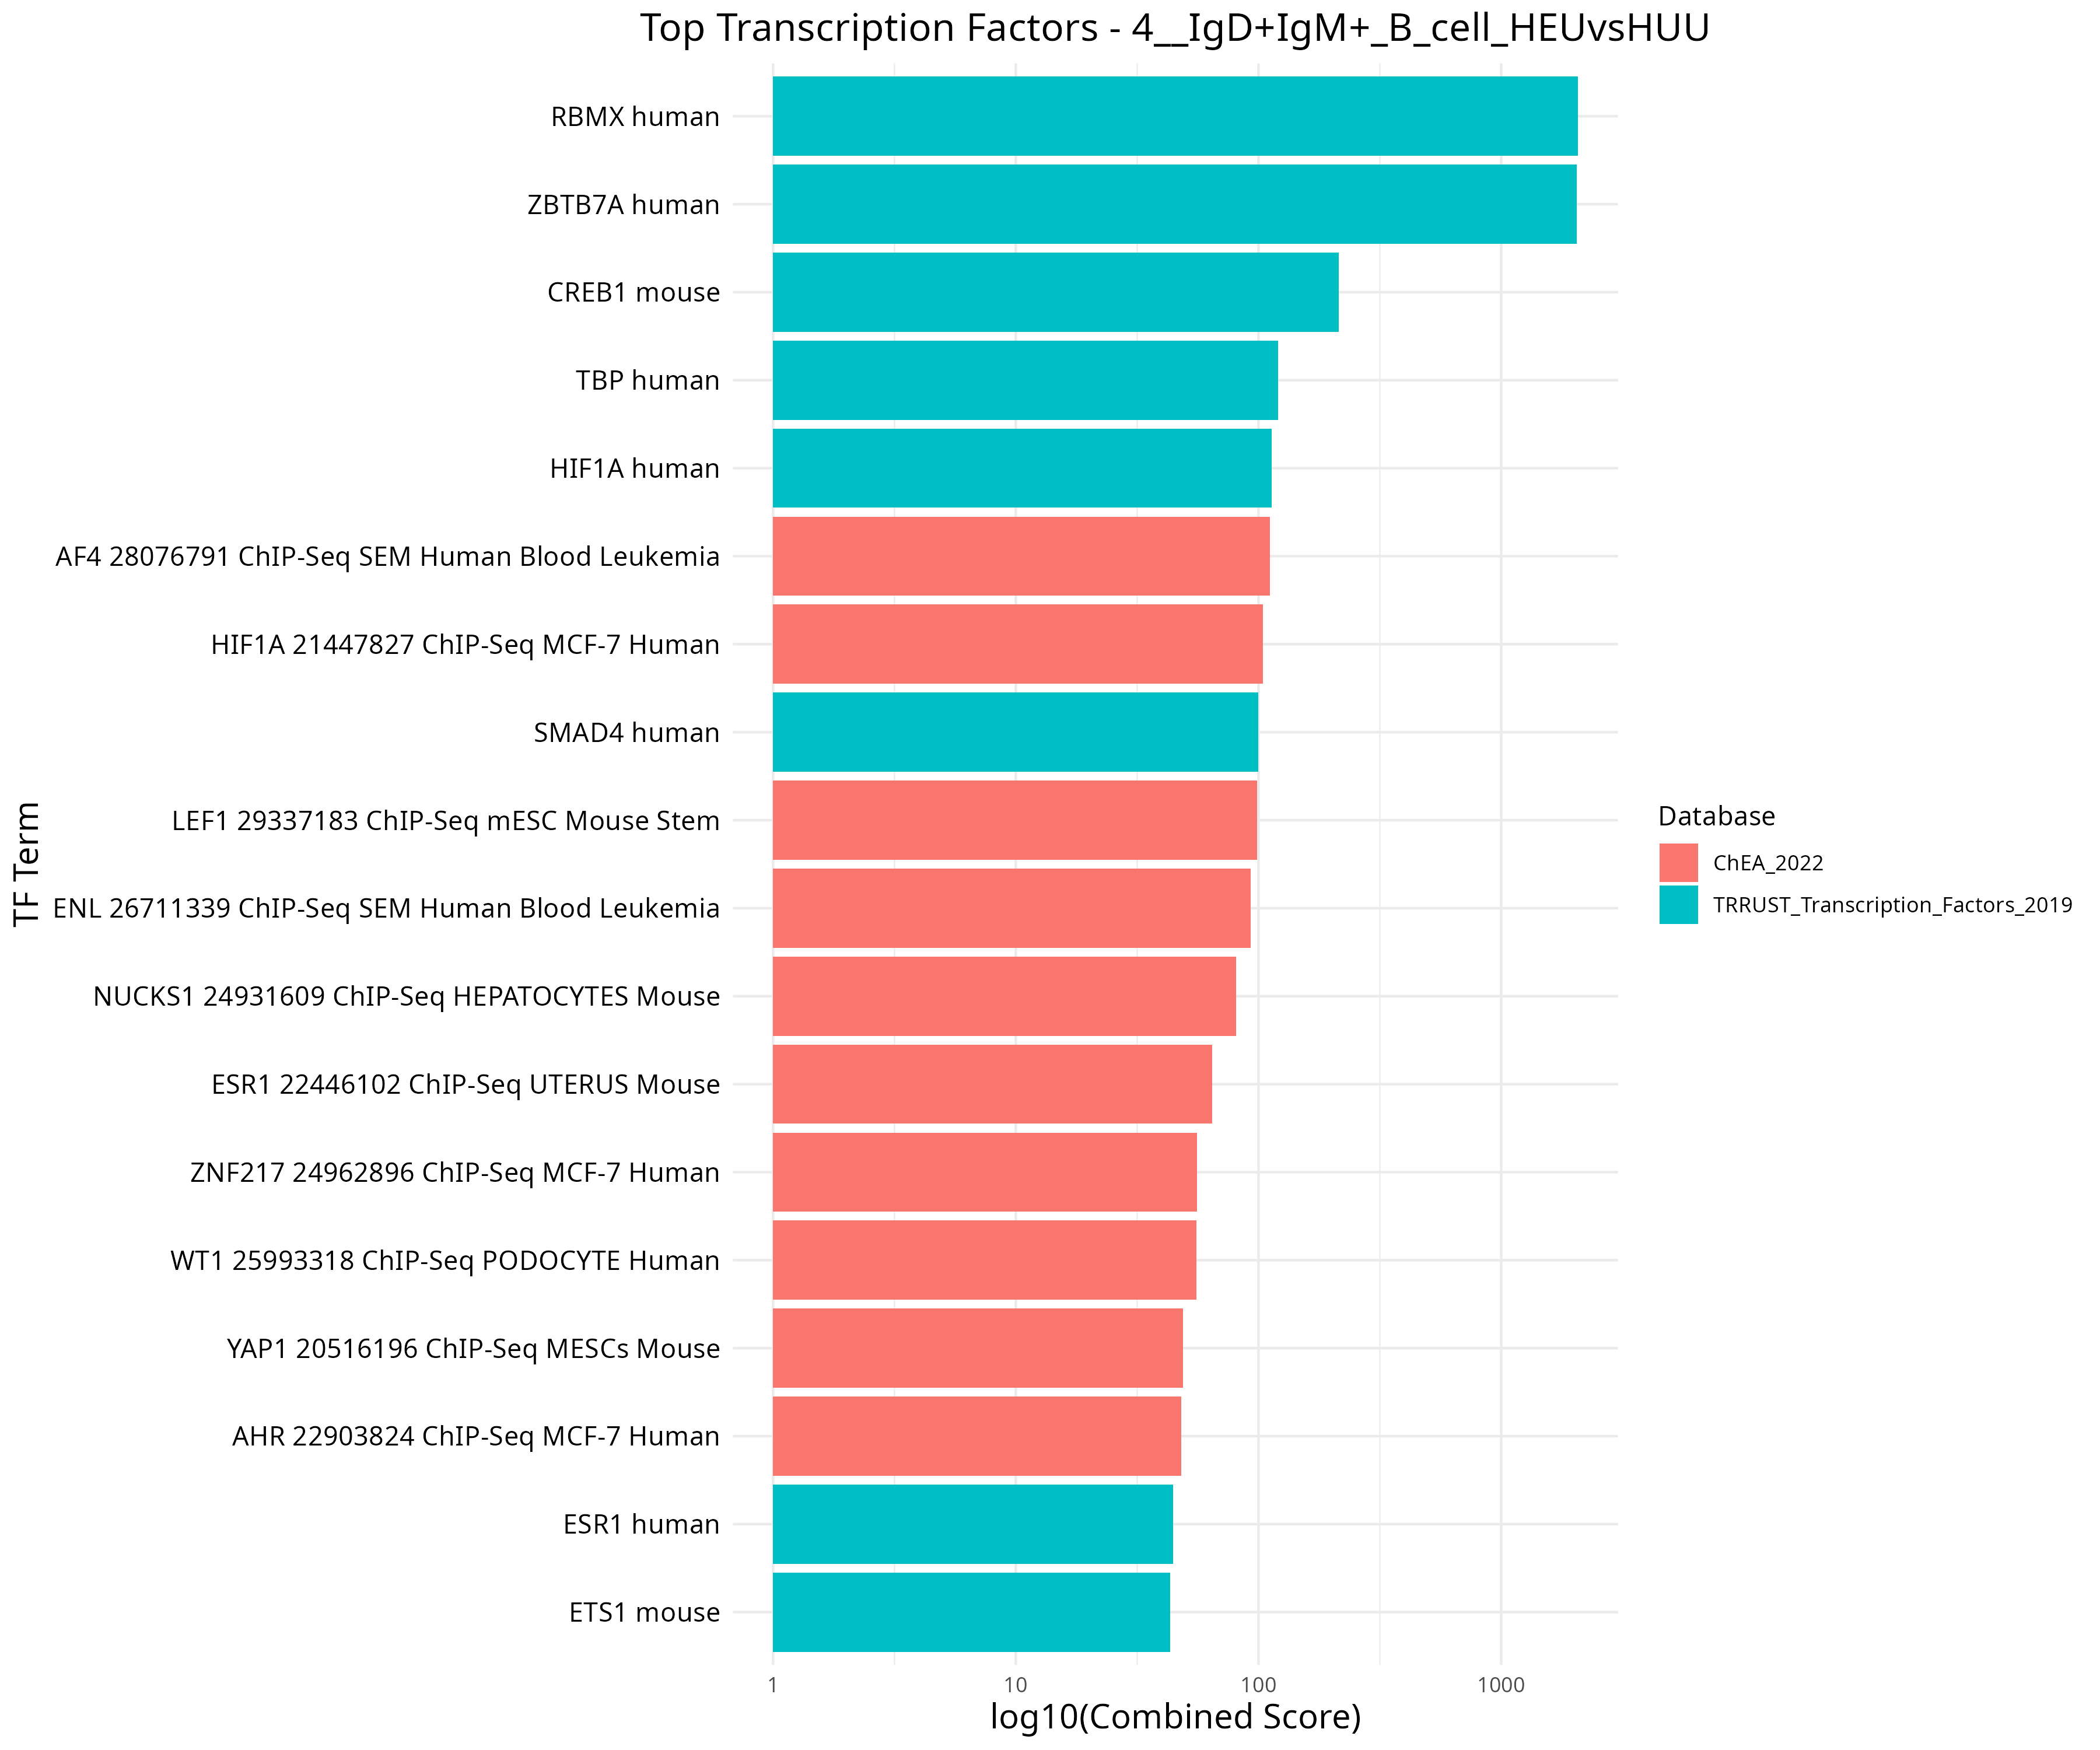 Top Transcription Factors - 4__IgD+IgM+_B_cell_HEUvsHUU
TF Term
RBMX human
ZBTB7A human
CREB1 mouse
TBP human
HIF1A human
AF4 28076791 ChIP-Seq SEM Human Blood Leukemia
HIF1A 21447827 ChIP-Seq MCF-7 Human
SMAD4 human
LEF1 29337183 ChIP-Seq mESC Mouse Stem
ENL 26711339 ChIP-Seq SEM Human Blood Leukemia
NUCKS1 24931609 ChIP-Seq HEPATOCYTES Mouse
ESR1 22446102 ChIP-Seq UTERUS Mouse
ZNF217 24962896 ChIP-Seq MCF-7 Human
WT1 25993318 ChIP-Seq PODOCYTE Human
YAP1 20516196 ChIP-Seq MESCs Mouse
AHR 22903824 ChIP-Seq MCF-7 Human
ESR1 human
ETS1 mouse
1 10 100 1000
log10(Combined Score)
Database
ChEA_2022
TRRUST_Transcription_Factors_2019